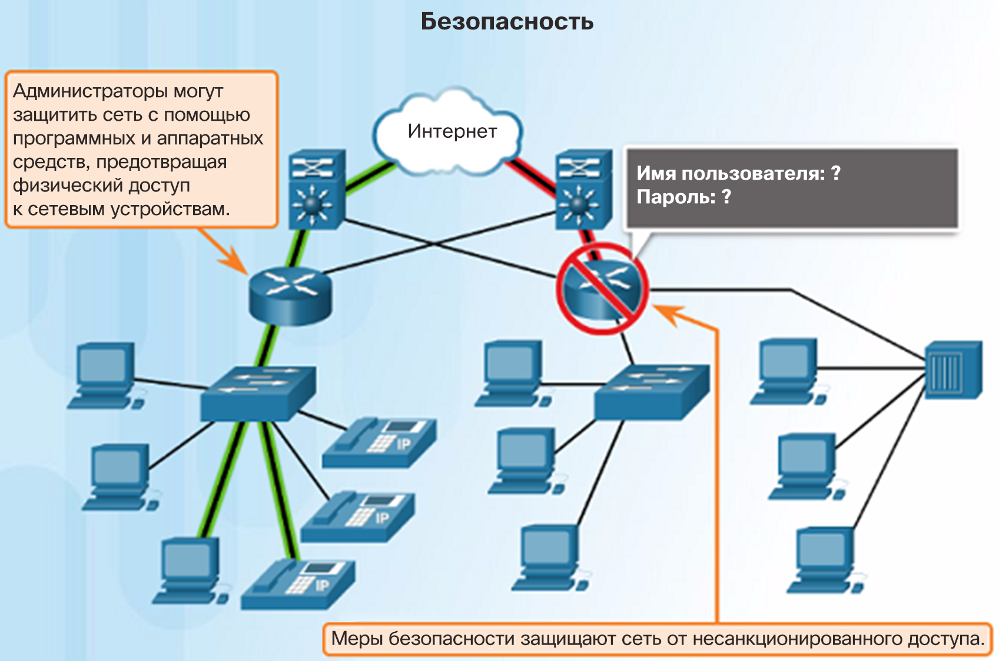 Безопасность
Администраторы могут
защитить сеть с помощью
программных и аппаратных
средств, предотвращая
физический доступ
к сетевым устройствам.
Интернет
Имя пользователя: ?
Пароль: ?
IP
IP
IP
Меры безопасности защищают сеть от несанкционированного доступа.